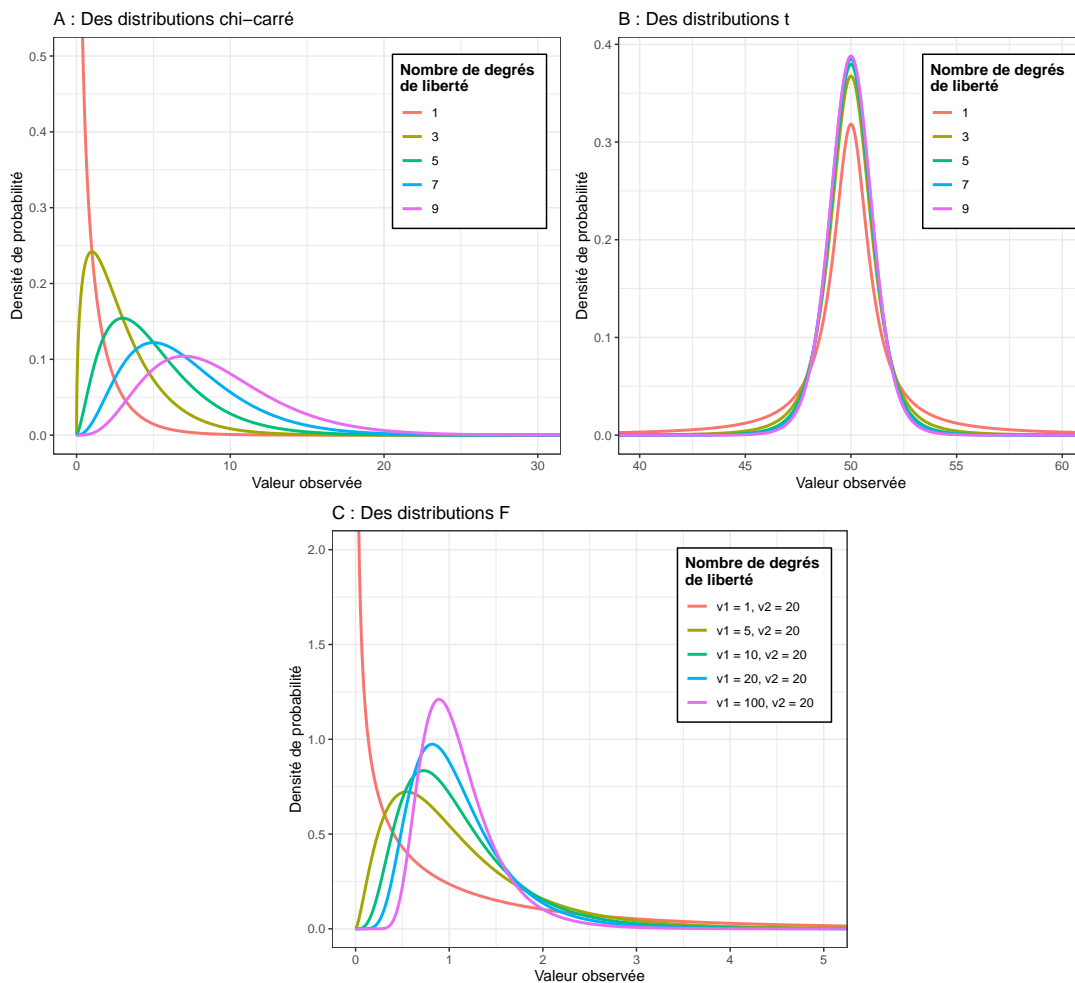 A : Des distributions chi−carré
0.5
0.4
0.3
0.2
0.1
0.0
Densité de probabilité
0
10
20
30
Valeur observée
Nombre de degrés
de liberté
1
3
5
7
9
B : Des distributions t
0.4
0.3
0.2
0.1
0.0
Densité de probabilité
40
45
50
55
60
Valeur observée
Nombre de degrés
de liberté
1
3
5
7
9
C : Des distributions F
2.0
1.5
1.0
0.5
0.0
Densité de probabilité
0
1
2
3
4
5
Valeur observée
Nombre de degrés
de liberté
v1 = 1, v2 = 20
v1 = 5, v2 = 20
v1 = 10, v2 = 20
v1 = 20, v2 = 20
v1 = 100, v2 = 20